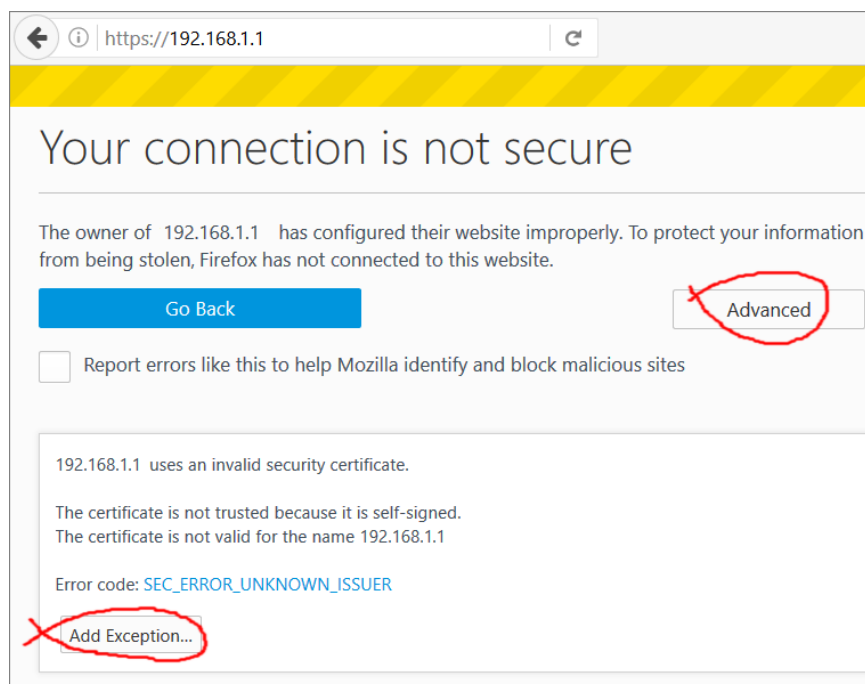 https://192.168.1.1
Your connection is not secure
The owner of 192.168.1.1 has configured their website improperly. To protect your information
from being stolen, Firefox has not connected to this website.
Go Back
Advanced
Report errors like this to help Mozilla identify and block malicious sites
192.168.1.1 uses an invalid security certificate.
The certificate is not trusted because it is self-signed.
The certificate is not valid for the name 192.168.1.1
Error code: SEC_ERROR_UNKNOWN_ISSUER
Add Exception...